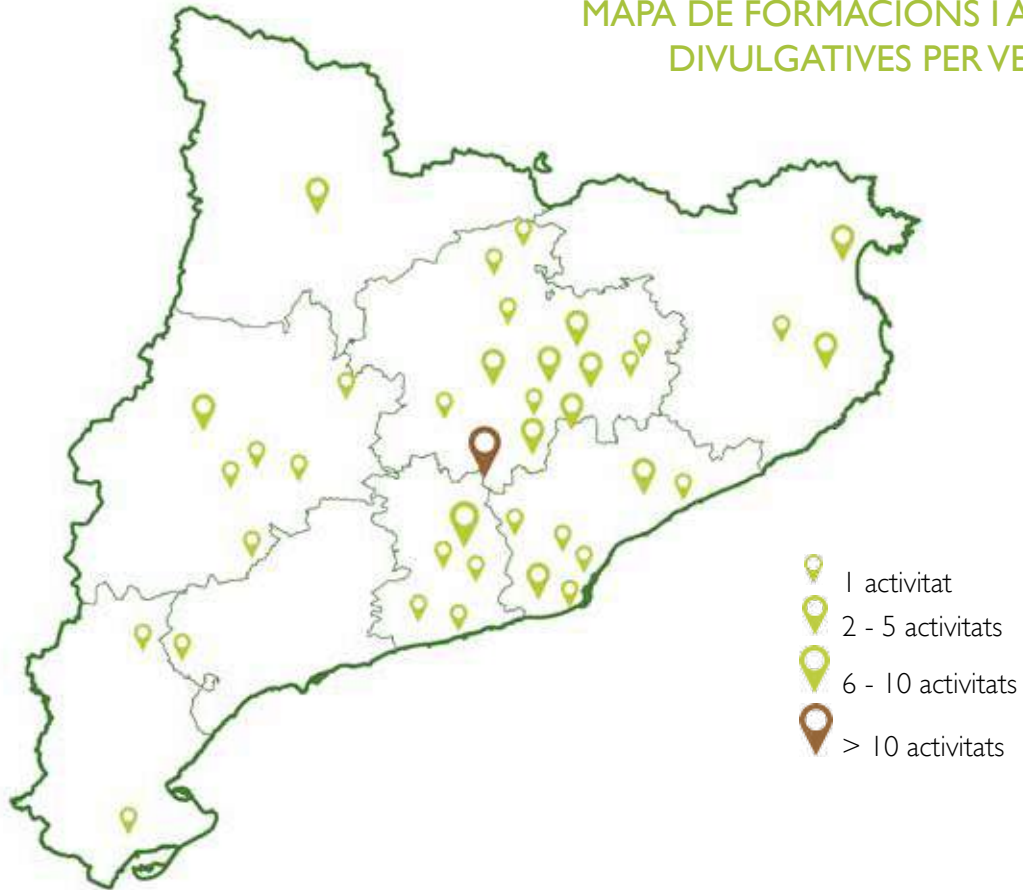 MAPA DE FORMACIONS I A
DIVULGATIVES PER VE
1 activitat
2 - 5 activitats
6 - 10 activitats
> 10 activitats